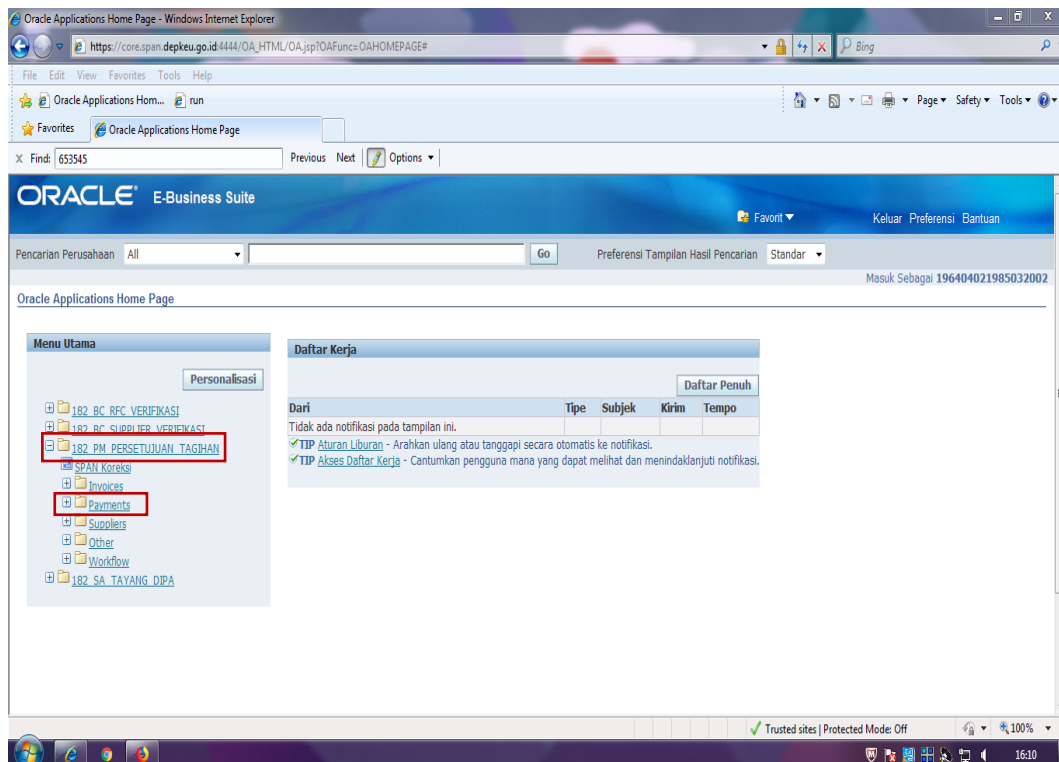 Oracle Applications Home Page - Windows Internet Explorer
https://core.span.depkeu.go.id:4444/OA_HTML/OA.jsp?OAFunc=OAHOMEPAGE#
Bing
File Edit View Favorites Tools Help
Oracle Applications Hom... run
Page Safety Tools
Favorites Oracle Applications Home Page
x Find: 653545 Previous Next Options
ORACLE E-Business Suite
Favorit Keluar Preferensi Bantuan
Pencarian Perusahaan All Go Preferensi Tampilan Hasil Pencarian Standar
Masuk Sebagai 196404021985032002
Oracle Applications Home Page
Menu Utama
Personalisasi
182_BC_RFC_VERIFIKASI
182_BC_SUPPLIER_VERIFIKASI
182_PM_PERSETUJUAN_TAGIHAN
SPAN Koreksi
Invoices
Payments
Suppliers
Other
Workflow
182_SA_TAYANG_DIPA
Daftar Kerja
Daftar Penuh
Dari Tipe Subjek Kirim Tempo
Tidak ada notifikasi pada tampilan ini.
TIP Aturan Liburan - Arahkan ulang atau tanggapi secara otomatis ke notifikasi.
TIP Akses Daftar Kerja - Cantumkan pengguna mana yang dapat melihat dan menindaklanjuti notifikasi.
Trusted sites | Protected Mode: Off 100%
16:10